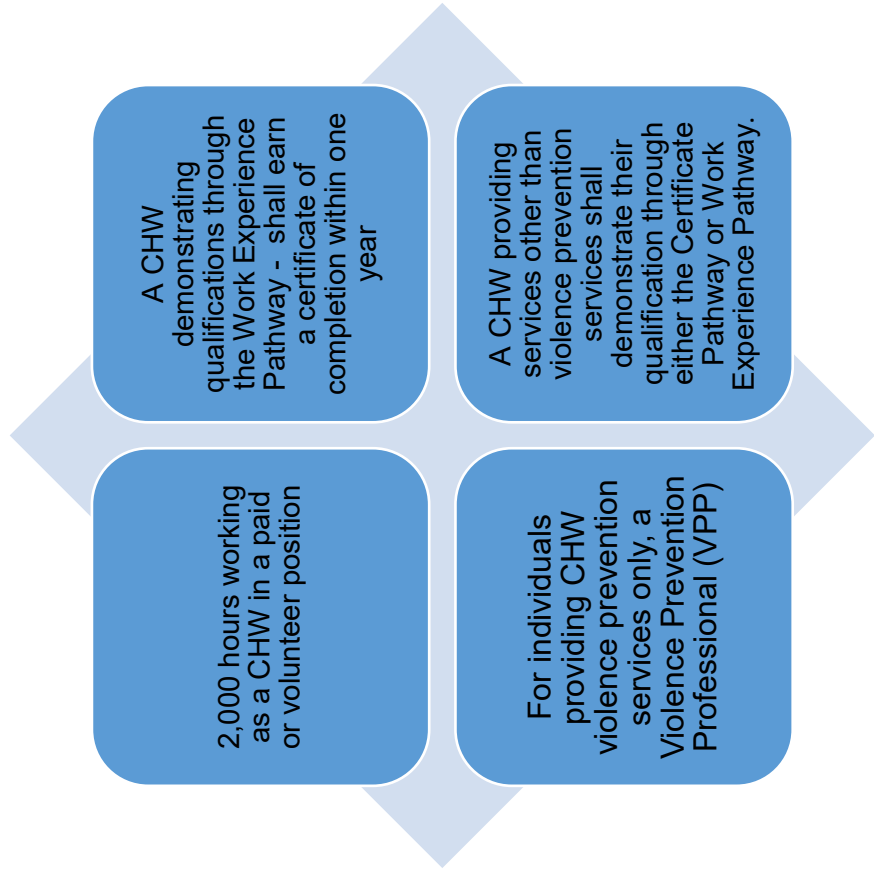 2,000 hours working
as a CHW in a paid
or volunteer position
A CHW
demonstrating
qualifications through
the Work Experience
Pathway - shall earn
a certificate of
completion within one
year
For individuals
providing CHW
violence prevention
services only, a
Violence Prevention
Professional (VPP)
A CHW providing
services other than
violence prevention
services shall
demonstrate their
qualification through
either the Certificate
Pathway or Work
Experience Pathway.